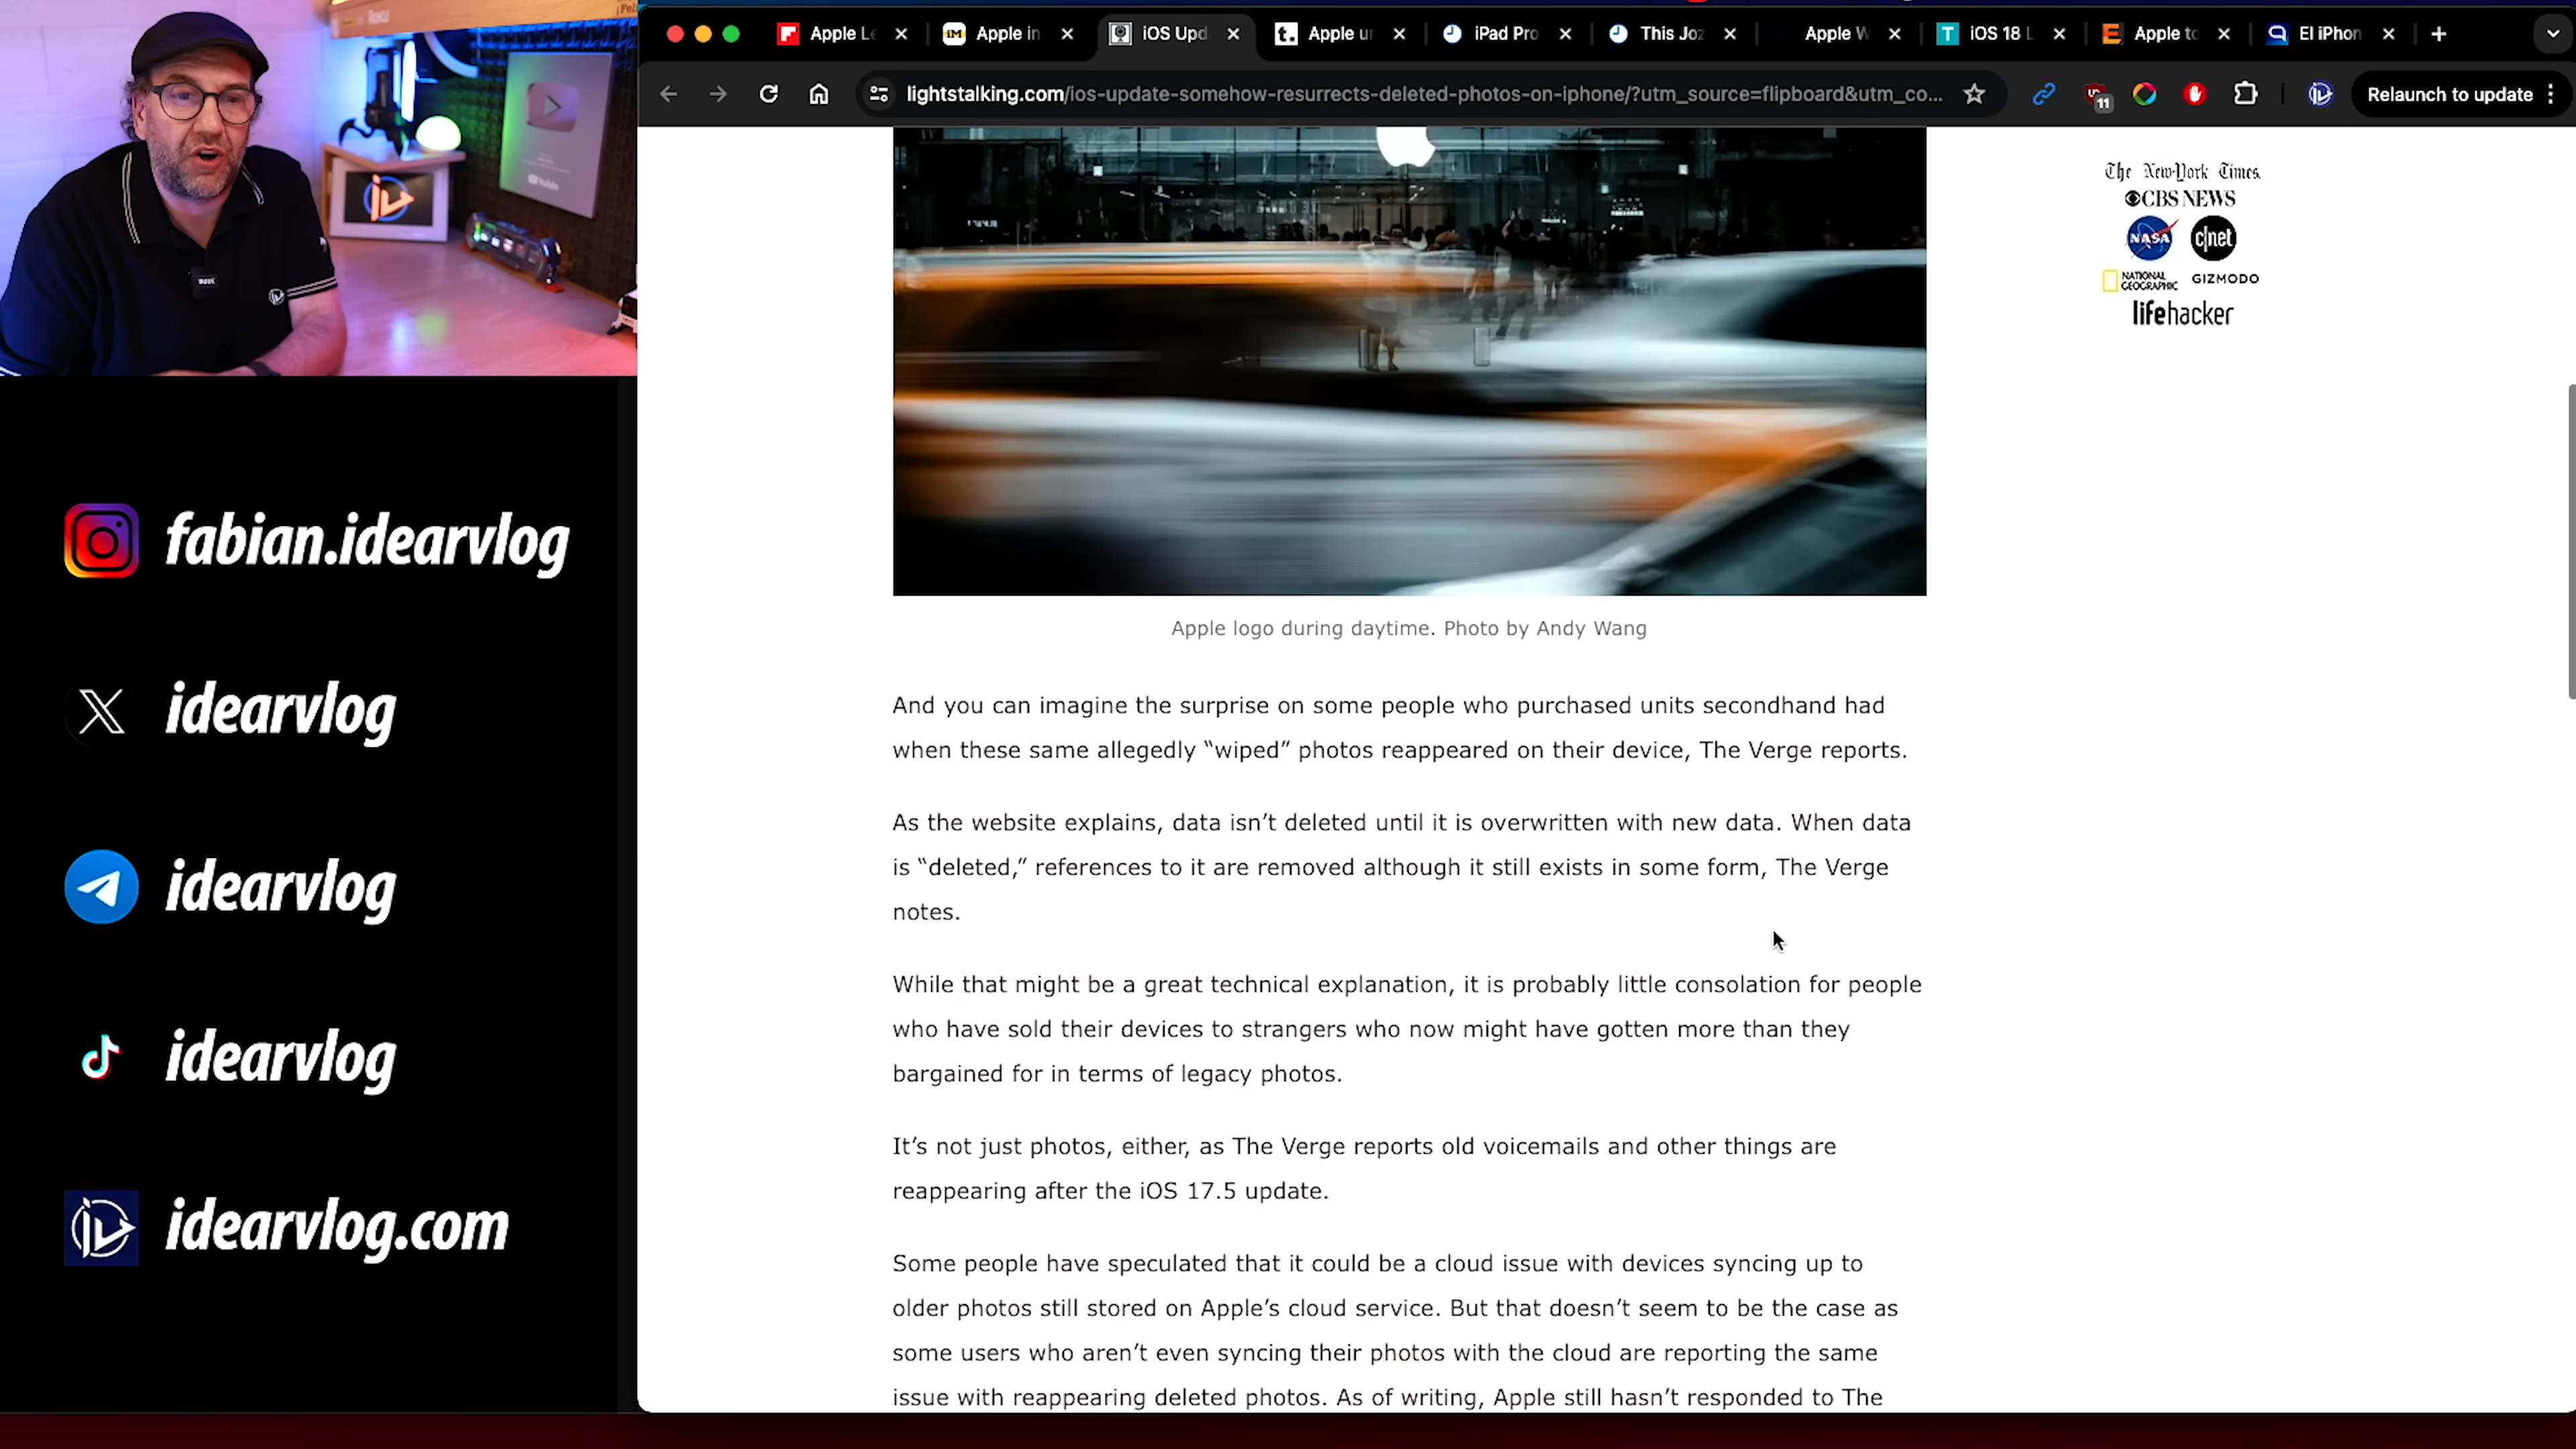 Apple Le
Apple in
iOS Upd
Apple ur
iPad Pro
This Joz
Apple W
iOS 18 L
Apple to
El iPhon
lightstalking.com/ios-update-somehow-resurrects-deleted-photos-on-iphone/?utm_source=flipboard&utm_co...
11
Relaunch to update
fabian.idearvlog
idearvlog
idearvlog
idearvlog
idearvlog.com
The New York Times
CBS NEWS
NASA
c|net
NATIONAL GEOGRAPHIC
GIZMODO
lifehacker
Apple logo during daytime. Photo by Andy Wang
And you can imagine the surprise on some people who purchased units secondhand had
when these same allegedly “wiped” photos reappeared on their device, The Verge reports.
As the website explains, data isn’t deleted until it is overwritten with new data. When data
is “deleted,” references to it are removed although it still exists in some form, The Verge
notes.
While that might be a great technical explanation, it is probably little consolation for people
who have sold their devices to strangers who now might have gotten more than they
bargained for in terms of legacy photos.
It’s not just photos, either, as The Verge reports old voicemails and other things are
reappearing after the iOS 17.5 update.
Some people have speculated that it could be a cloud issue with devices syncing up to
older photos still stored on Apple’s cloud service. But that doesn’t seem to be the case as
some users who aren’t even syncing their photos with the cloud are reporting the same
issue with reappearing deleted photos. As of writing, Apple still hasn’t responded to The